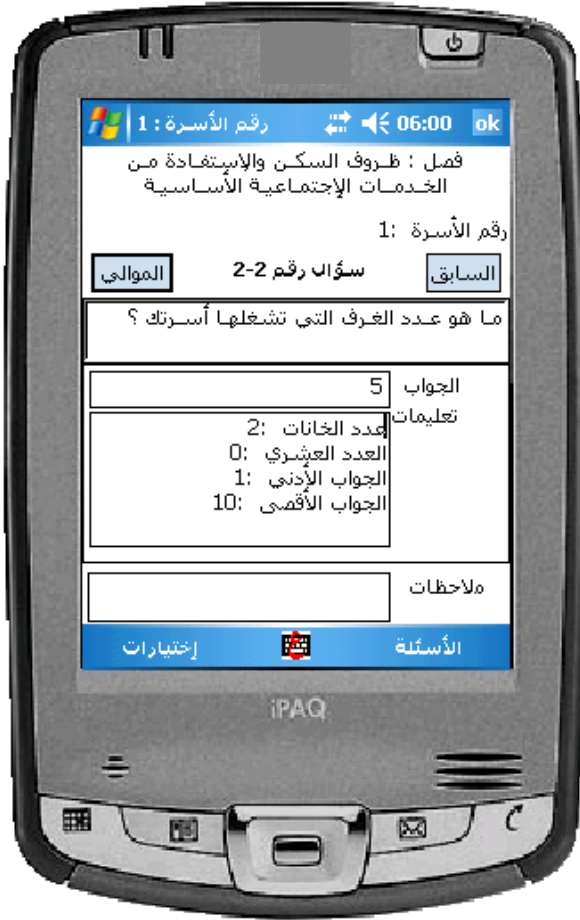 رقم الأسرة : 1 06:00 ok
فصل : ظروف السكن والإستفادة من
الخدمات الإجتماعية الأساسية
رقم الأسرة :1
السابق سؤال رقم 2-2 الموالي
ما هو عدد الغرف التي تشغلها أسرتك ؟
الجواب 5
تعليمات
عدد الخانات :2
العدد العشري :0
الجواب الأدنى :1
الجواب الأقصى :10
ملاحظات
الأسئلة إختيارات
iPAQ